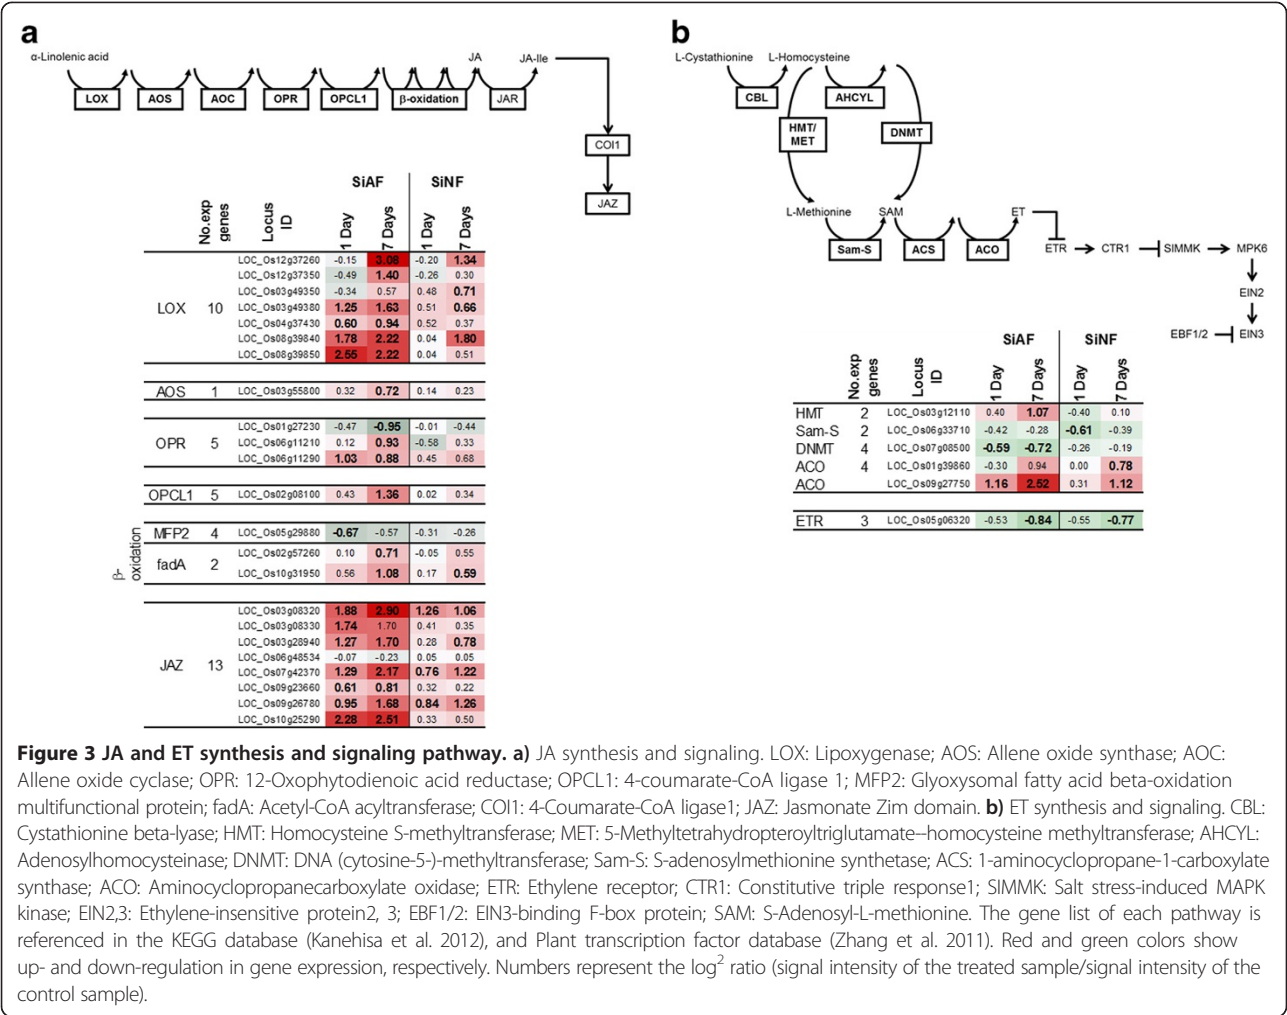 a
α-Linolenic acid
JA
JA-Ile
LOX
AOS
AOC
OPR
OPCL1
β-oxidation
JAR
COI1
JAZ
SiAF SiNF
No.exp genes Locus ID 1 Day 7 Days 1 Day 7 Days
LOX 10
LOC_Os12g37260 -0.15 3.08 -0.20 1.34
LOC_Os12g37350 -0.49 1.40 -0.26 0.30
LOC_Os03g49350 -0.34 0.57 0.48 0.71
LOC_Os03g49380 1.25 1.63 0.51 0.66
LOC_Os04g37430 0.60 0.94 0.52 0.37
LOC_Os08g39840 1.78 2.22 0.04 1.80
LOC_Os08g39850 2.55 2.22 0.04 0.51
AOS 1 LOC_Os03g55800 0.32 0.72 0.14 0.23
OPR 5
LOC_Os01g27230 -0.47 -0.95 -0.01 -0.44
LOC_Os06g11210 0.12 0.93 -0.58 0.33
LOC_Os06g11290 1.03 0.88 0.45 0.68
OPCL1 5 LOC_Os02g08100 0.43 1.36 0.02 0.34
β-oxidation
MFP2 4 LOC_Os05g29880 -0.67 -0.57 -0.31 -0.26
fadA 2
LOC_Os02g57260 0.10 0.71 -0.05 0.55
LOC_Os10g31950 0.56 1.08 0.17 0.59
JAZ 13
LOC_Os03g08320 1.88 2.90 1.26 1.06
LOC_Os03g08330 1.74 1.70 0.41 0.35
LOC_Os03g28940 1.27 1.70 0.28 0.78
LOC_Os06g48534 -0.07 -0.23 0.05 0.05
LOC_Os07g42370 1.29 2.17 0.76 1.22
LOC_Os09g23660 0.61 0.81 0.32 0.22
LOC_Os09g26780 0.95 1.68 0.84 1.26
LOC_Os10g25290 2.28 2.51 0.33 0.50
b
L-Cystathionine L-Homocysteine
CBL
AHCYL
HMT/
MET
DNMT
L-Methionine SAM ET
Sam-S
ACS
ACO
ETR CTR1 SIMMK MPK6
EIN2
EBF1/2 EIN3
SiAF SiNF
No.exp genes Locus ID 1 Day 7 Days 1 Day 7 Days
HMT 2 LOC_Os03g12110 0.40 1.07 -0.40 0.10
Sam-S 2 LOC_Os06g33710 -0.42 -0.28 -0.61 -0.39
DNMT 4 LOC_Os07g08500 -0.59 -0.72 -0.26 -0.19
ACO 4 LOC_Os01g39860 -0.30 0.94 0.00 0.78
ACO LOC_Os09g27750 1.16 2.52 0.31 1.12
ETR 3 LOC_Os05g06320 -0.53 -0.84 -0.55 -0.77
Figure 3 JA and ET synthesis and signaling pathway. a) JA synthesis and signaling. LOX: Lipoxygenase; AOS: Allene oxide synthase; AOC:
Allene oxide cyclase; OPR: 12-Oxophytodienoic acid reductase; OPCL1: 4-coumarate-CoA ligase 1; MFP2: Glyoxysomal fatty acid beta-oxidation
multifunctional protein; fadA: Acetyl-CoA acyltransferase; COI1: 4-Coumarate-CoA ligase1; JAZ: Jasmonate Zim domain. b) ET synthesis and signaling. CBL:
Cystathionine beta-lyase; HMT: Homocysteine S-methyltransferase; MET: 5-Methyltetrahydropteroyltriglutamate--homocysteine methyltransferase; AHCYL:
Adenosylhomocysteinase; DNMT: DNA (cytosine-5-)-methyltransferase; Sam-S: S-adenosylmethionine synthetase; ACS: 1-aminocyclopropane-1-carboxylate
synthase; ACO: Aminocyclopropanecarboxylate oxidase; ETR: Ethylene receptor; CTR1: Constitutive triple response1; SIMMK: Salt stress-induced MAPK
kinase; EIN2,3: Ethylene-insensitive protein2, 3; EBF1/2: EIN3-binding F-box protein; SAM: S-Adenosyl-L-methionine. The gene list of each pathway is
referenced in the KEGG database (Kanehisa et al. 2012), and Plant transcription factor database (Zhang et al. 2011). Red and green colors show
up- and down-regulation in gene expression, respectively. Numbers represent the log² ratio (signal intensity of the treated sample/signal intensity of the
control sample).